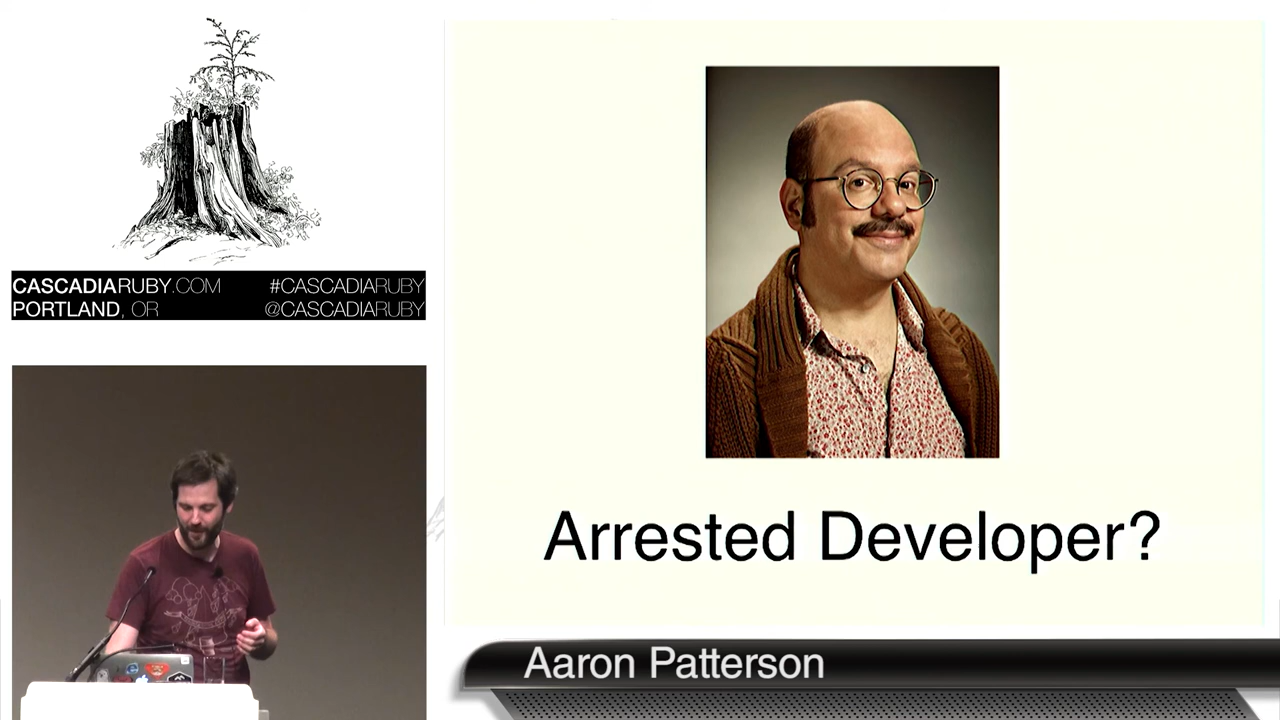 CASCADIARUBY.COM #CASCADIARUBY
PORTLAND, OR @CASCADIARUBY
Arrested Developer?
Aaron Patterson